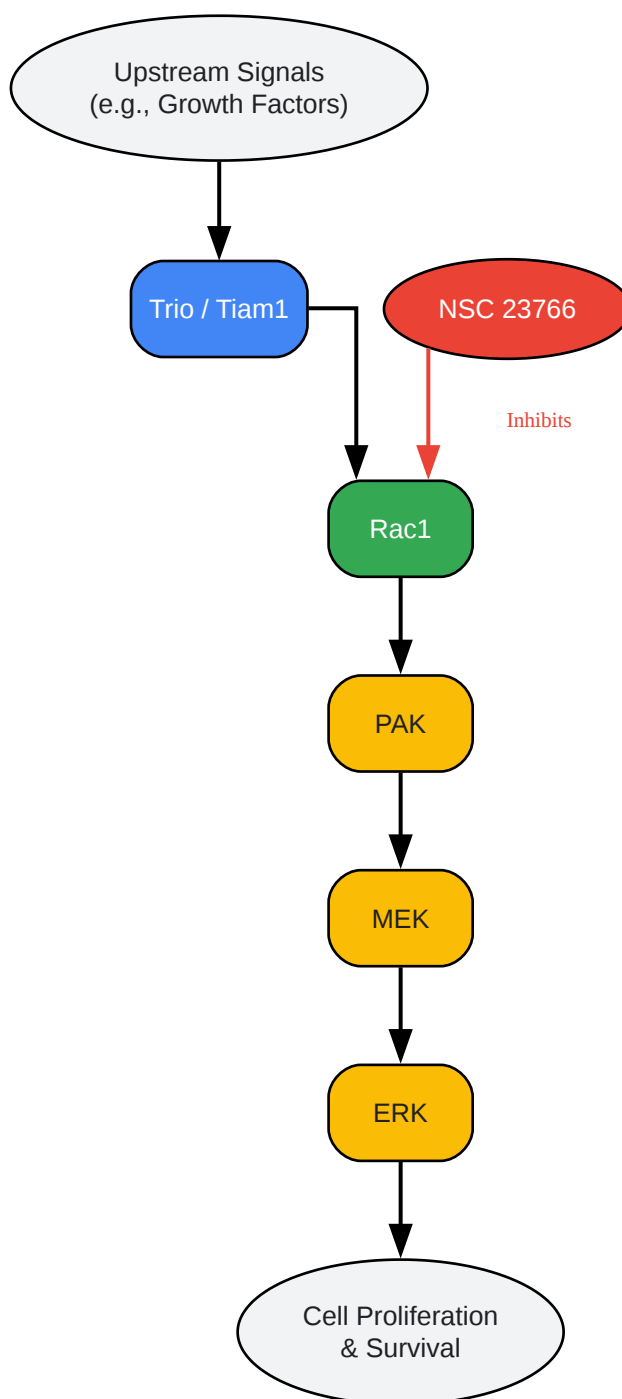 Upstream Signals
(e.g., Growth Factors)
Trio / Tiam1
NSC 23766
Inhibits
Rac1
PAK
MEK
ERK
Cell Proliferation
& Survival